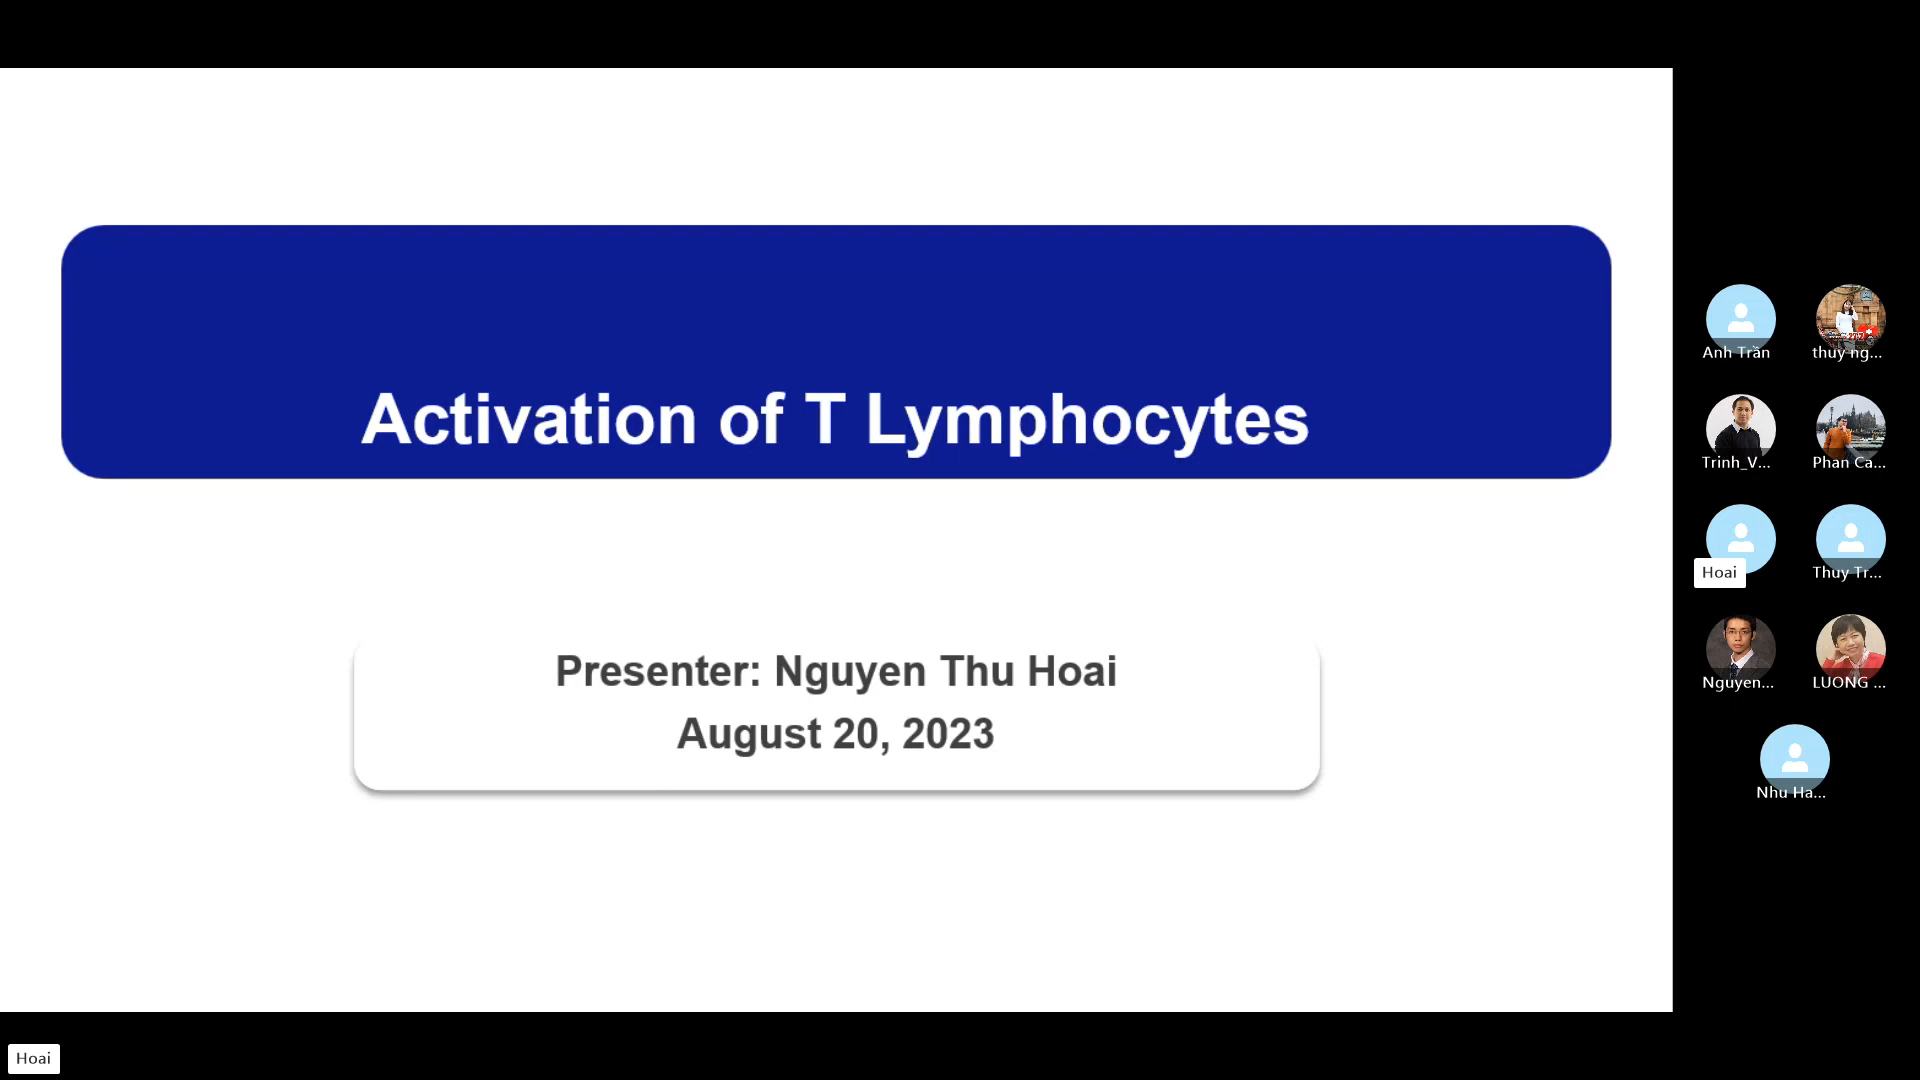 Activation of T Lymphocytes
Presenter: Nguyen Thu Hoai
August 20, 2023
Anh Trần
thuy ng...
Trinh_V...
Phan Ca...
Hoai
Thuy Tr...
Nguyen...
LUONG ...
Nhu Ha...
Hoai